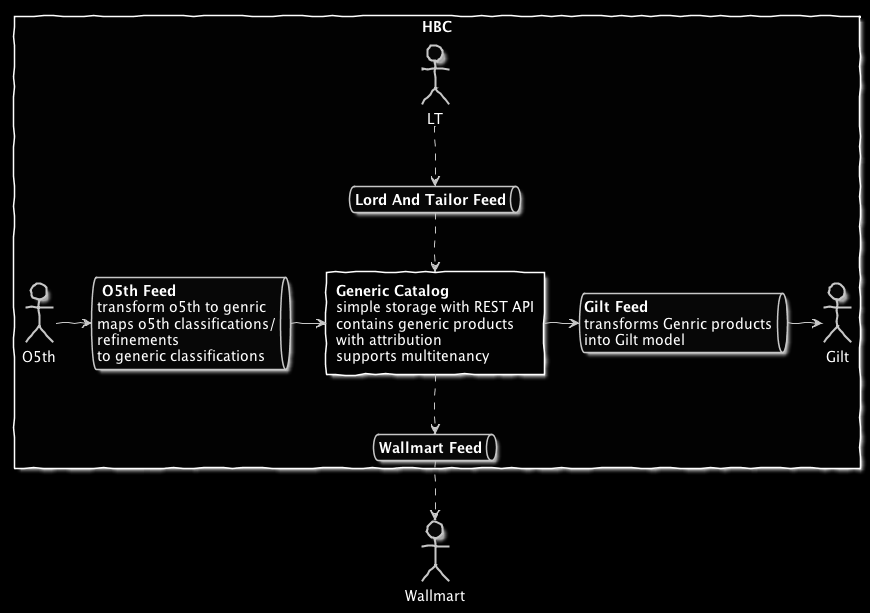 HBC
LT
Lord And Tailor Feed
O5th
O5th Feed
transform o5th to genric
maps o5th classifications/
refinements
to generic classifications
Generic Catalog
simple storage with REST API
contains generic products
with attribution
supports multitenancy
Gilt Feed
transforms Genric products
into Gilt model
Gilt
Wallmart Feed
Wallmart